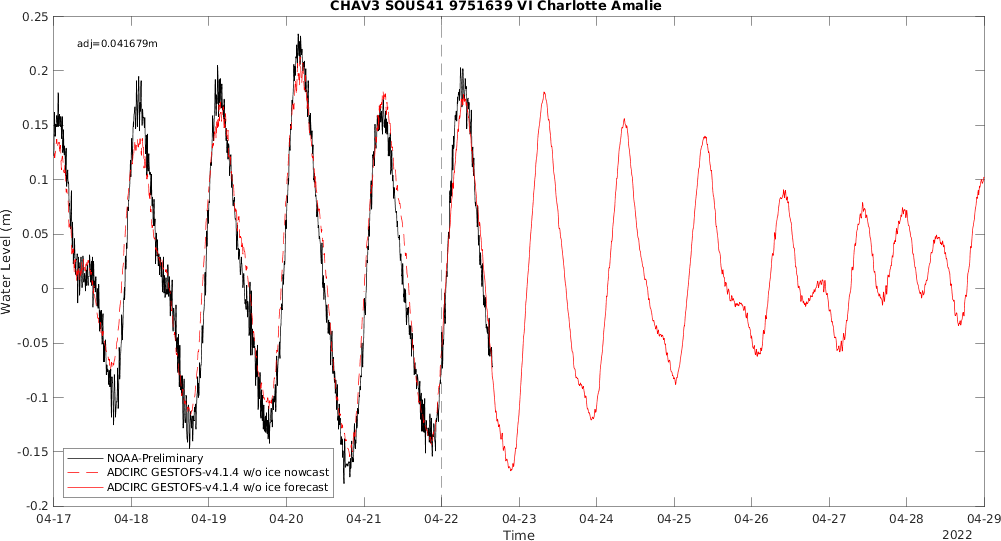 CHAV3 SOUS41 9751639 VI Charlotte Amalie
0.25
adj=0.041679m
0.2
0.15
0.1
0.05
0
-0.05
-0.1
-0.15
-0.2
Water Level (m)
NOAA-Preliminary
ADCIRC GESTOFS-v4.1.4 w/o ice nowcast
ADCIRC GESTOFS-v4.1.4 w/o ice forecast
04-17 04-18 04-19 04-20 04-21 04-22 04-23 04-24 04-25 04-26 04-27 04-28 04-29
2022
Time